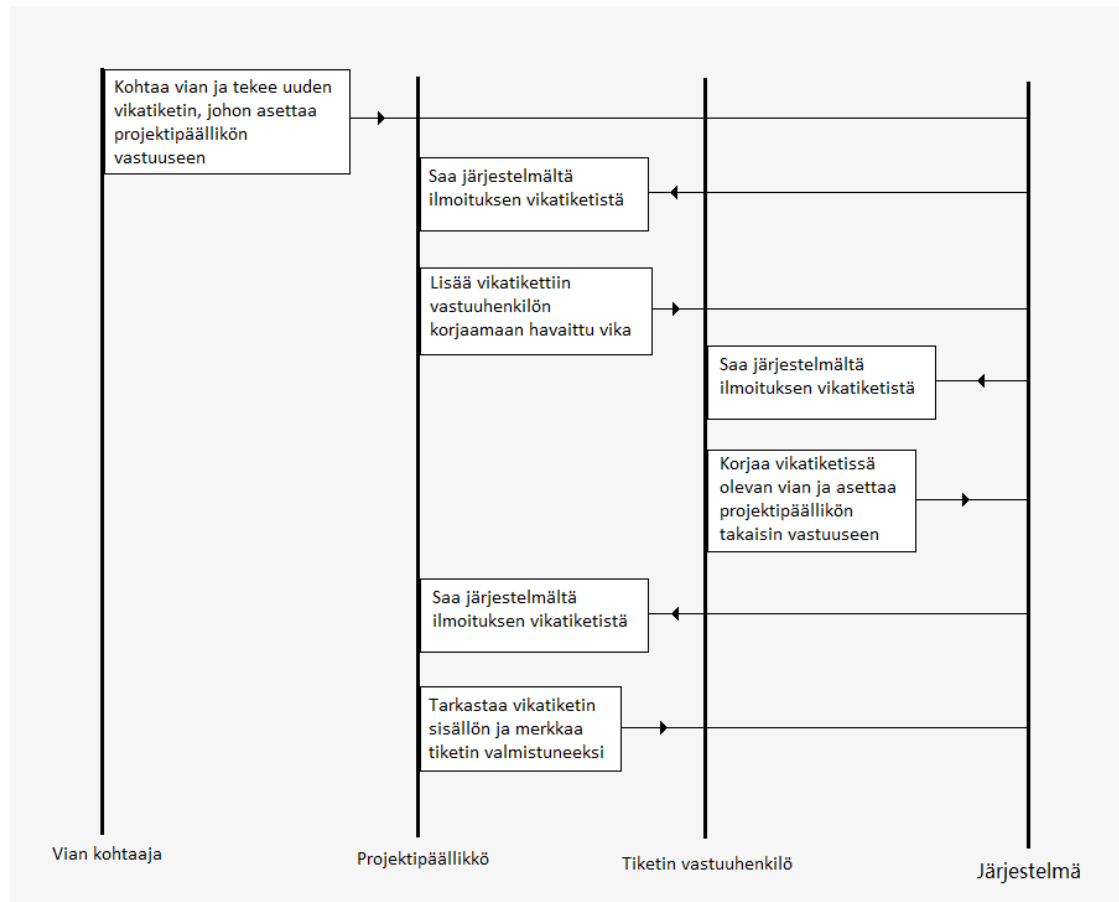 Kohtaa vian ja tekee uuden
vikatiketin, johon asettaa
projektipäällikön
vastuuseen
Saa järjestelmältä
ilmoituksen vikatiketistä
Lisää vikatikettiin
vastuuhenkilön
korjaamaan havaittu vika
Saa järjestelmältä
ilmoituksen vikatiketistä
Korjaa vikatiketissä
olevan vian ja asettaa
projektipäällikön
takaisin vastuuseen
Saa järjestelmältä
ilmoituksen vikatiketistä
Tarkastaa vikatiketin
sisällön ja merkkaa
tiketin valmistuneeksi
Vian kohtaaja
Projektipäällikkö
Tiketin vastuuhenkilö
Järjestelmä